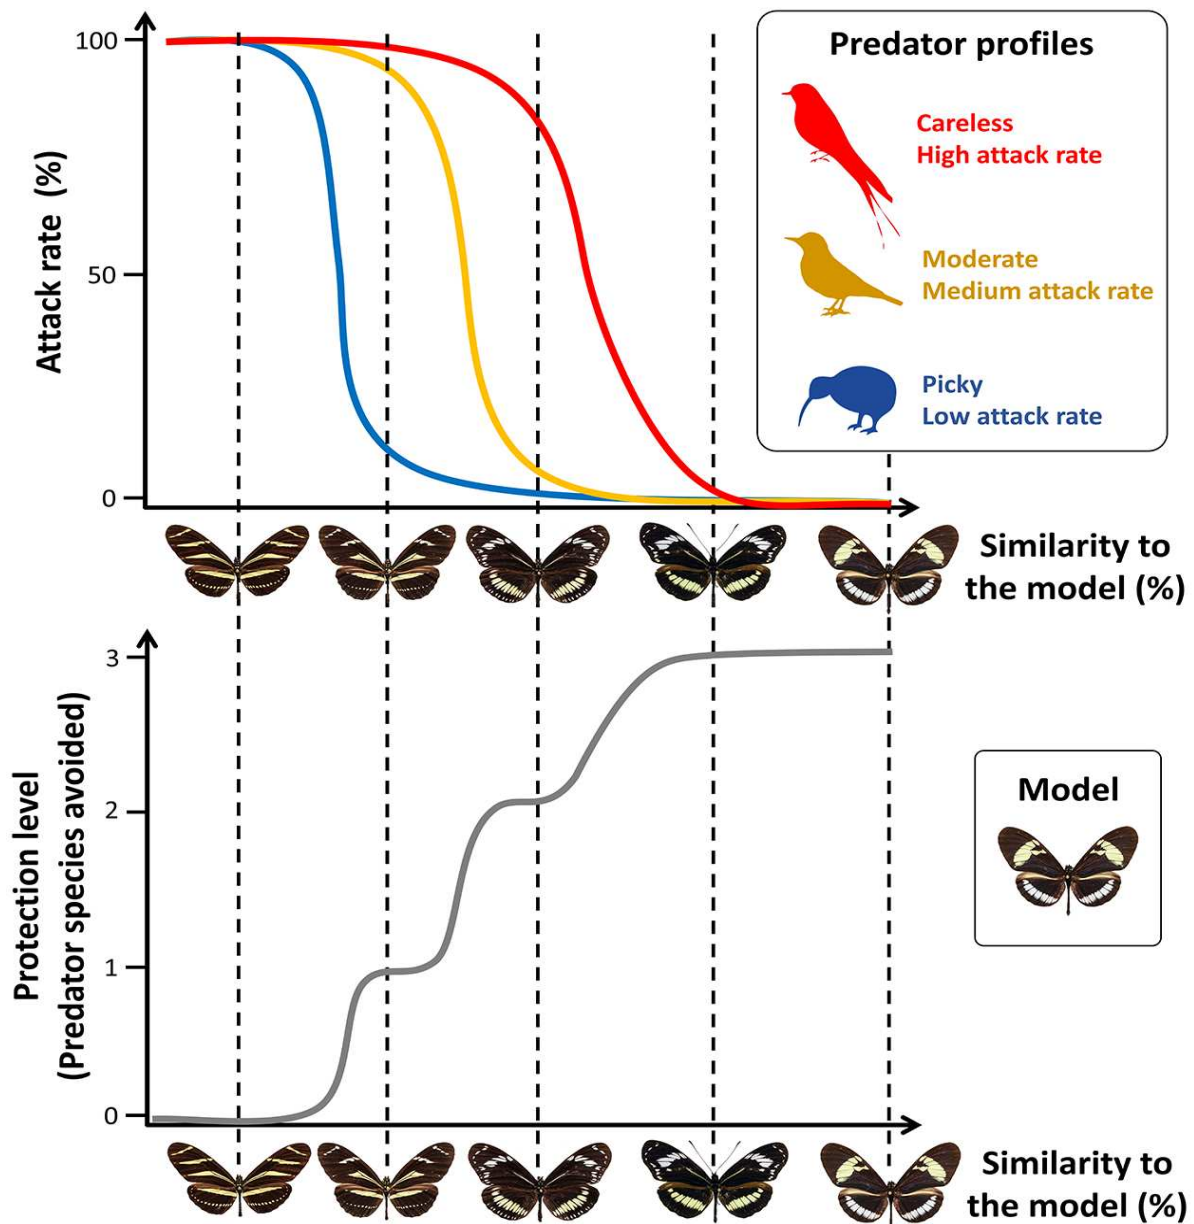 100
50
0
Attack rate (%)
Predator profiles
Careless
High attack rate
Moderate
Medium attack rate
Picky
Low attack rate
Similarity to
the model (%)
3
2
1
0
Protection level
(Predator species avoided)
Model
Similarity to
the model (%)